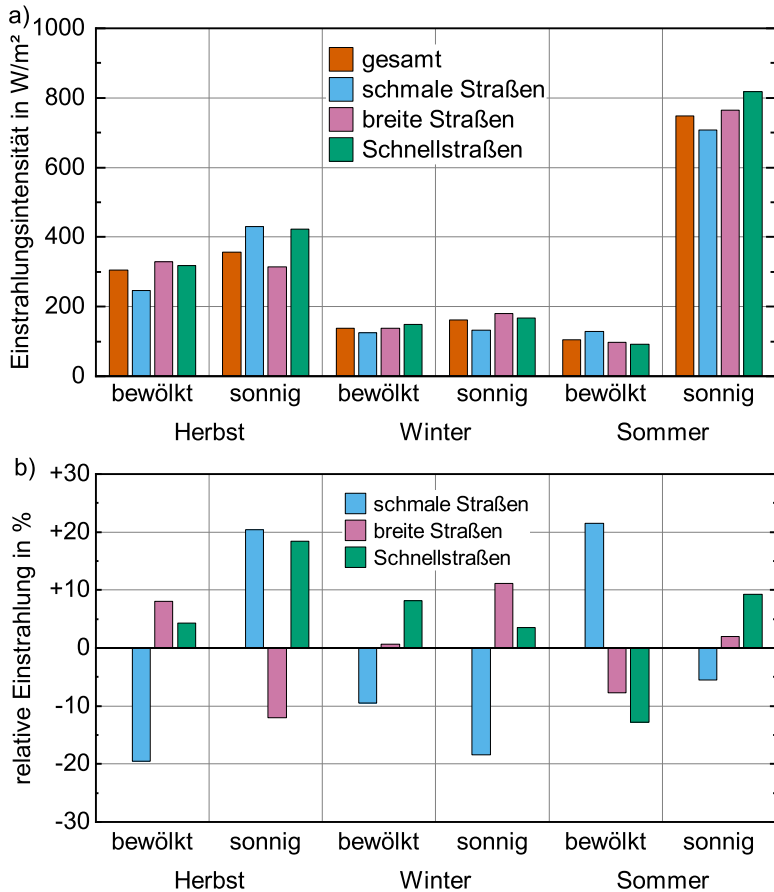 a)
Einstrahlungsintensität in W/m²
1000
800
600
400
200
0
gesamt
schmale Straßen
breite Straßen
Schnellstraßen
bewölkt sonnig bewölkt sonnig bewölkt sonnig
Herbst Winter Sommer
b)
relative Einstrahlung in %
+30
+20
+10
0
-10
-20
-30
schmale Straßen
breite Straßen
Schnellstraßen
bewölkt sonnig bewölkt sonnig bewölkt sonnig
Herbst Winter Sommer